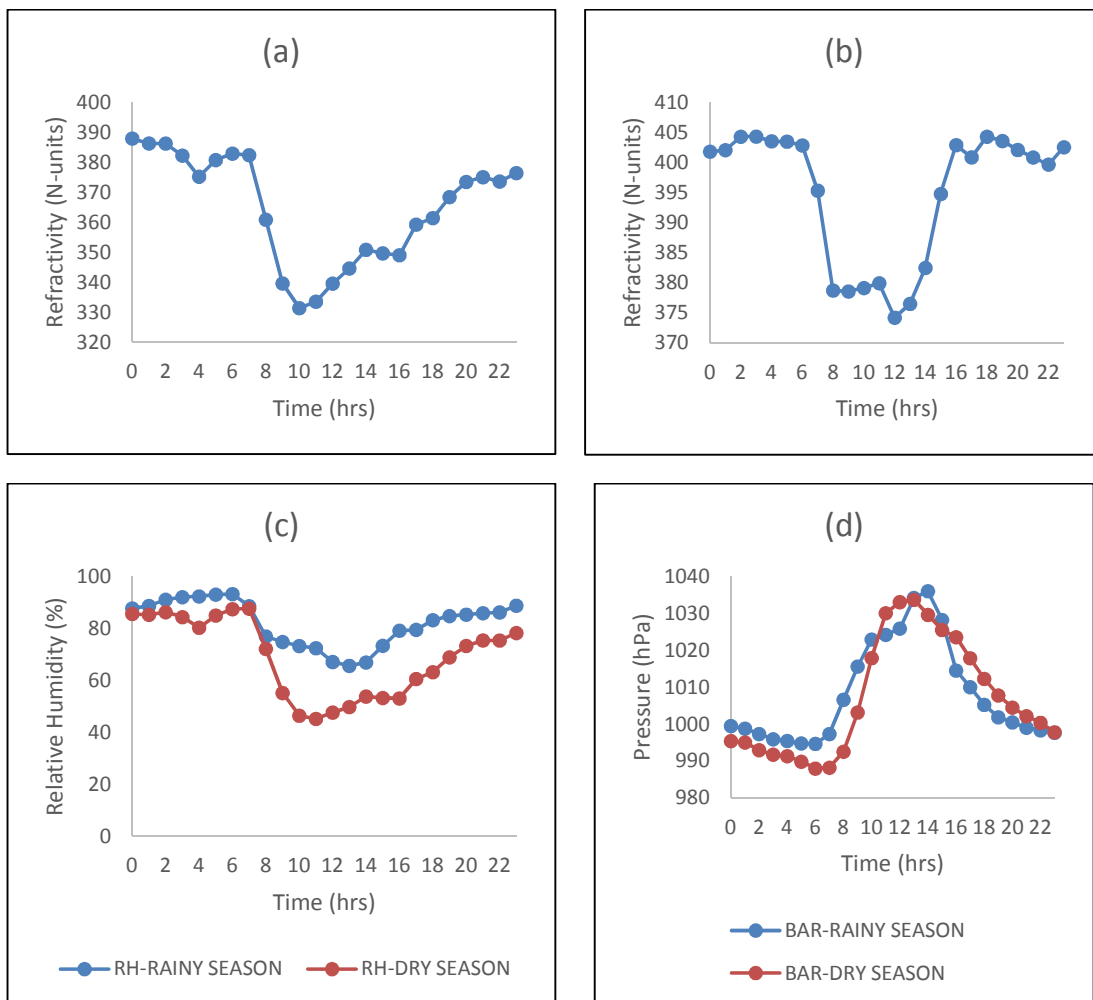 (a)
Refractivity (N-units)
400
390
380
370
360
350
340
330
320
0 2 4 6 8 10 12 14 16 18 20 22
Time (hrs)
(b)
Refractivity (N-units)
410
405
400
395
390
385
380
375
370
0 2 4 6 8 10 12 14 16 18 20 22
Time (hrs)
(c)
Relative Humidity (%)
100
80
60
40
20
0
0 2 4 6 8 10 12 14 16 18 20 22
Time (hrs)
RH-RAINY SEASON RH-DRY SEASON
(d)
Pressure (hPa)
1040
1030
1020
1010
1000
990
980
0 2 4 6 8 10 12 14 16 18 20 22
Time (hrs)
BAR-RAINY SEASON
BAR-DRY SEASON